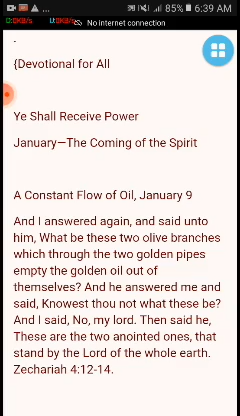 0:0KB/s U:0KB/s No internet connection 85% 6:39 AM
.
{Devotional for All
Ye Shall Receive Power
January—The Coming of the Spirit
A Constant Flow of Oil, January 9
And I answered again, and said unto
him, What be these two olive branches
which through the two golden pipes
empty the golden oil out of
themselves? And he answered me and
said, Knowest thou not what these be?
And I said, No, my lord. Then said he,
These are the two anointed ones, that
stand by the Lord of the whole earth.
Zechariah 4:12-14.